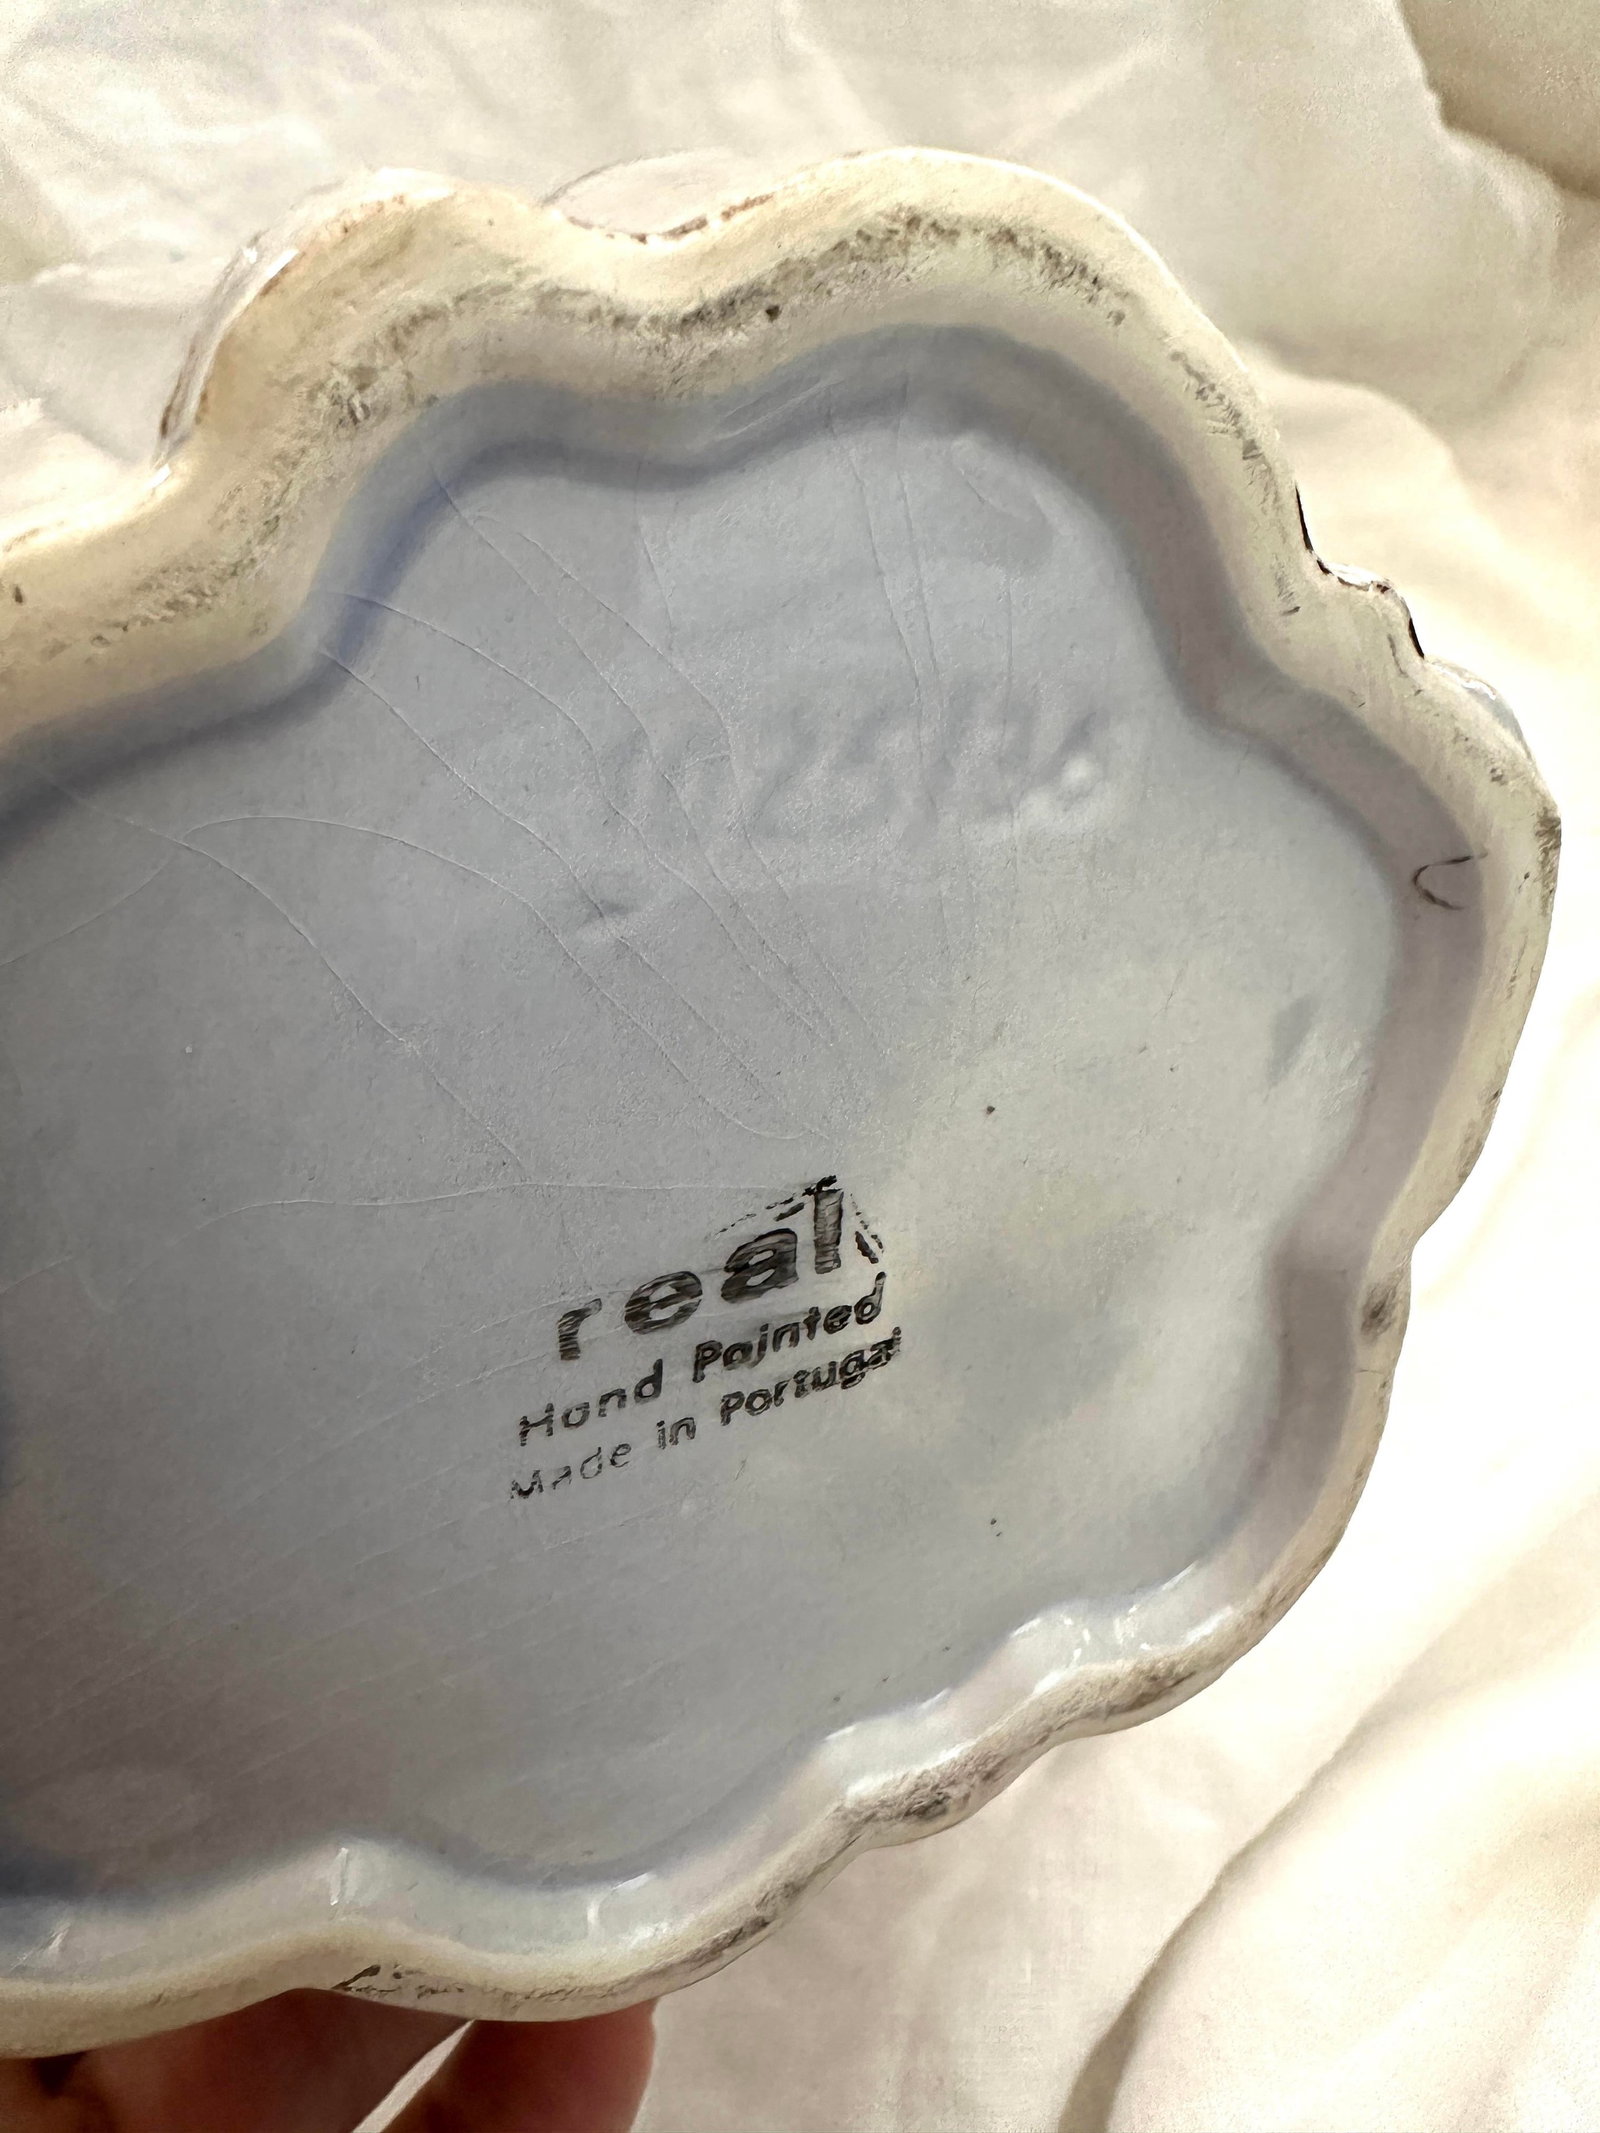 real
Hand Painted
Made in Portugal